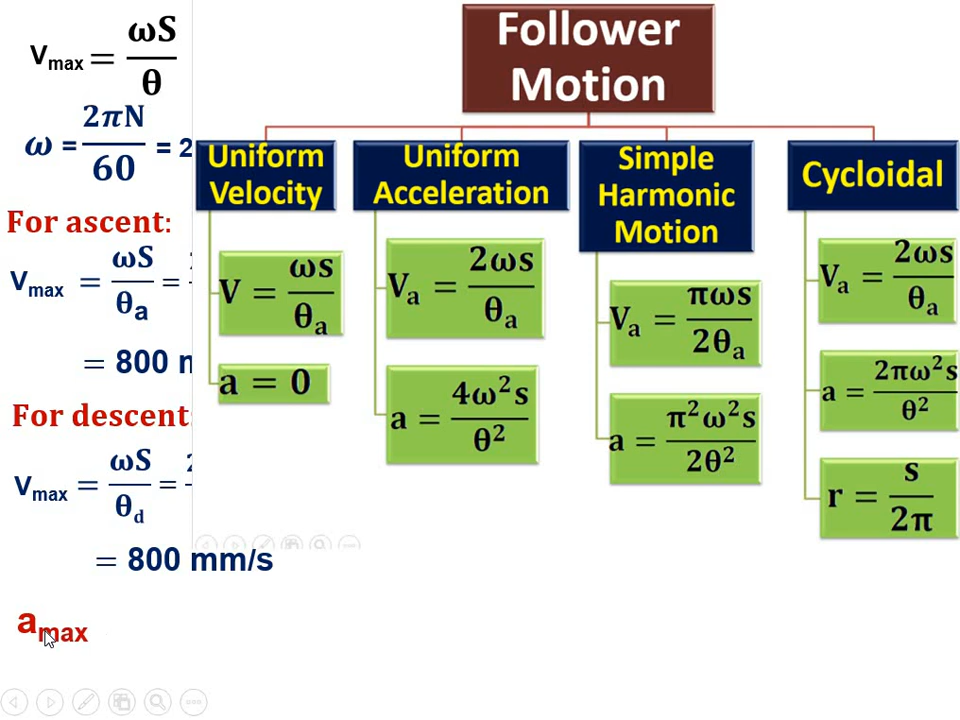 Vmax = ωS/θ
ω = 2πN/60 = 2
For ascent:
Vmax = ωS/θa =
= 800 m
For descent:
Vmax = ωS/θd = 2
= 800 mm/s
amax
Follower
Motion
Uniform
Velocity
V = ωs/θa
a = 0
Uniform
Acceleration
Va = 2ωs/θa
a = 4ω²s/θ²
Simple
Harmonic
Motion
Va = πωs/2θa
a = π²ω²s/2θ²
Cycloidal
Va = 2ωs/θa
a = 2πω²s/θ²
r = s/2π